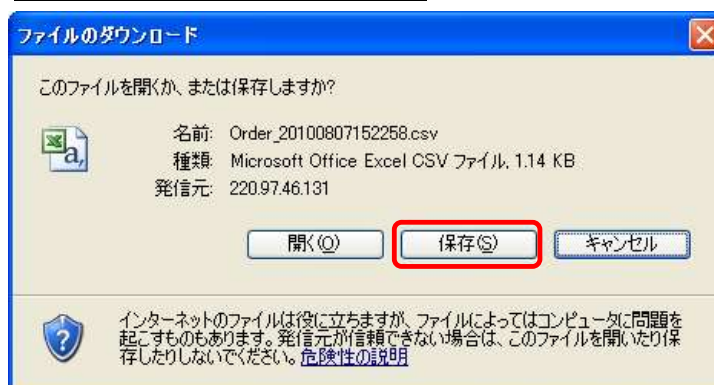 ファイルのダウンロード
このファイルを開くか、または保存しますか?
名前: Order_20100807152258.csv
種類: Microsoft Office Excel CSV ファイル, 1.14 KB
発信元: 220.97.46.131
開く(O) 保存(S) キャンセル
インターネットのファイルは役に立ちますが、ファイルによってはコンピュータに問題を
起こすものもあります。発信元が信頼できない場合は、このファイルを開いたり保
存したりしないでください。危険性の説明